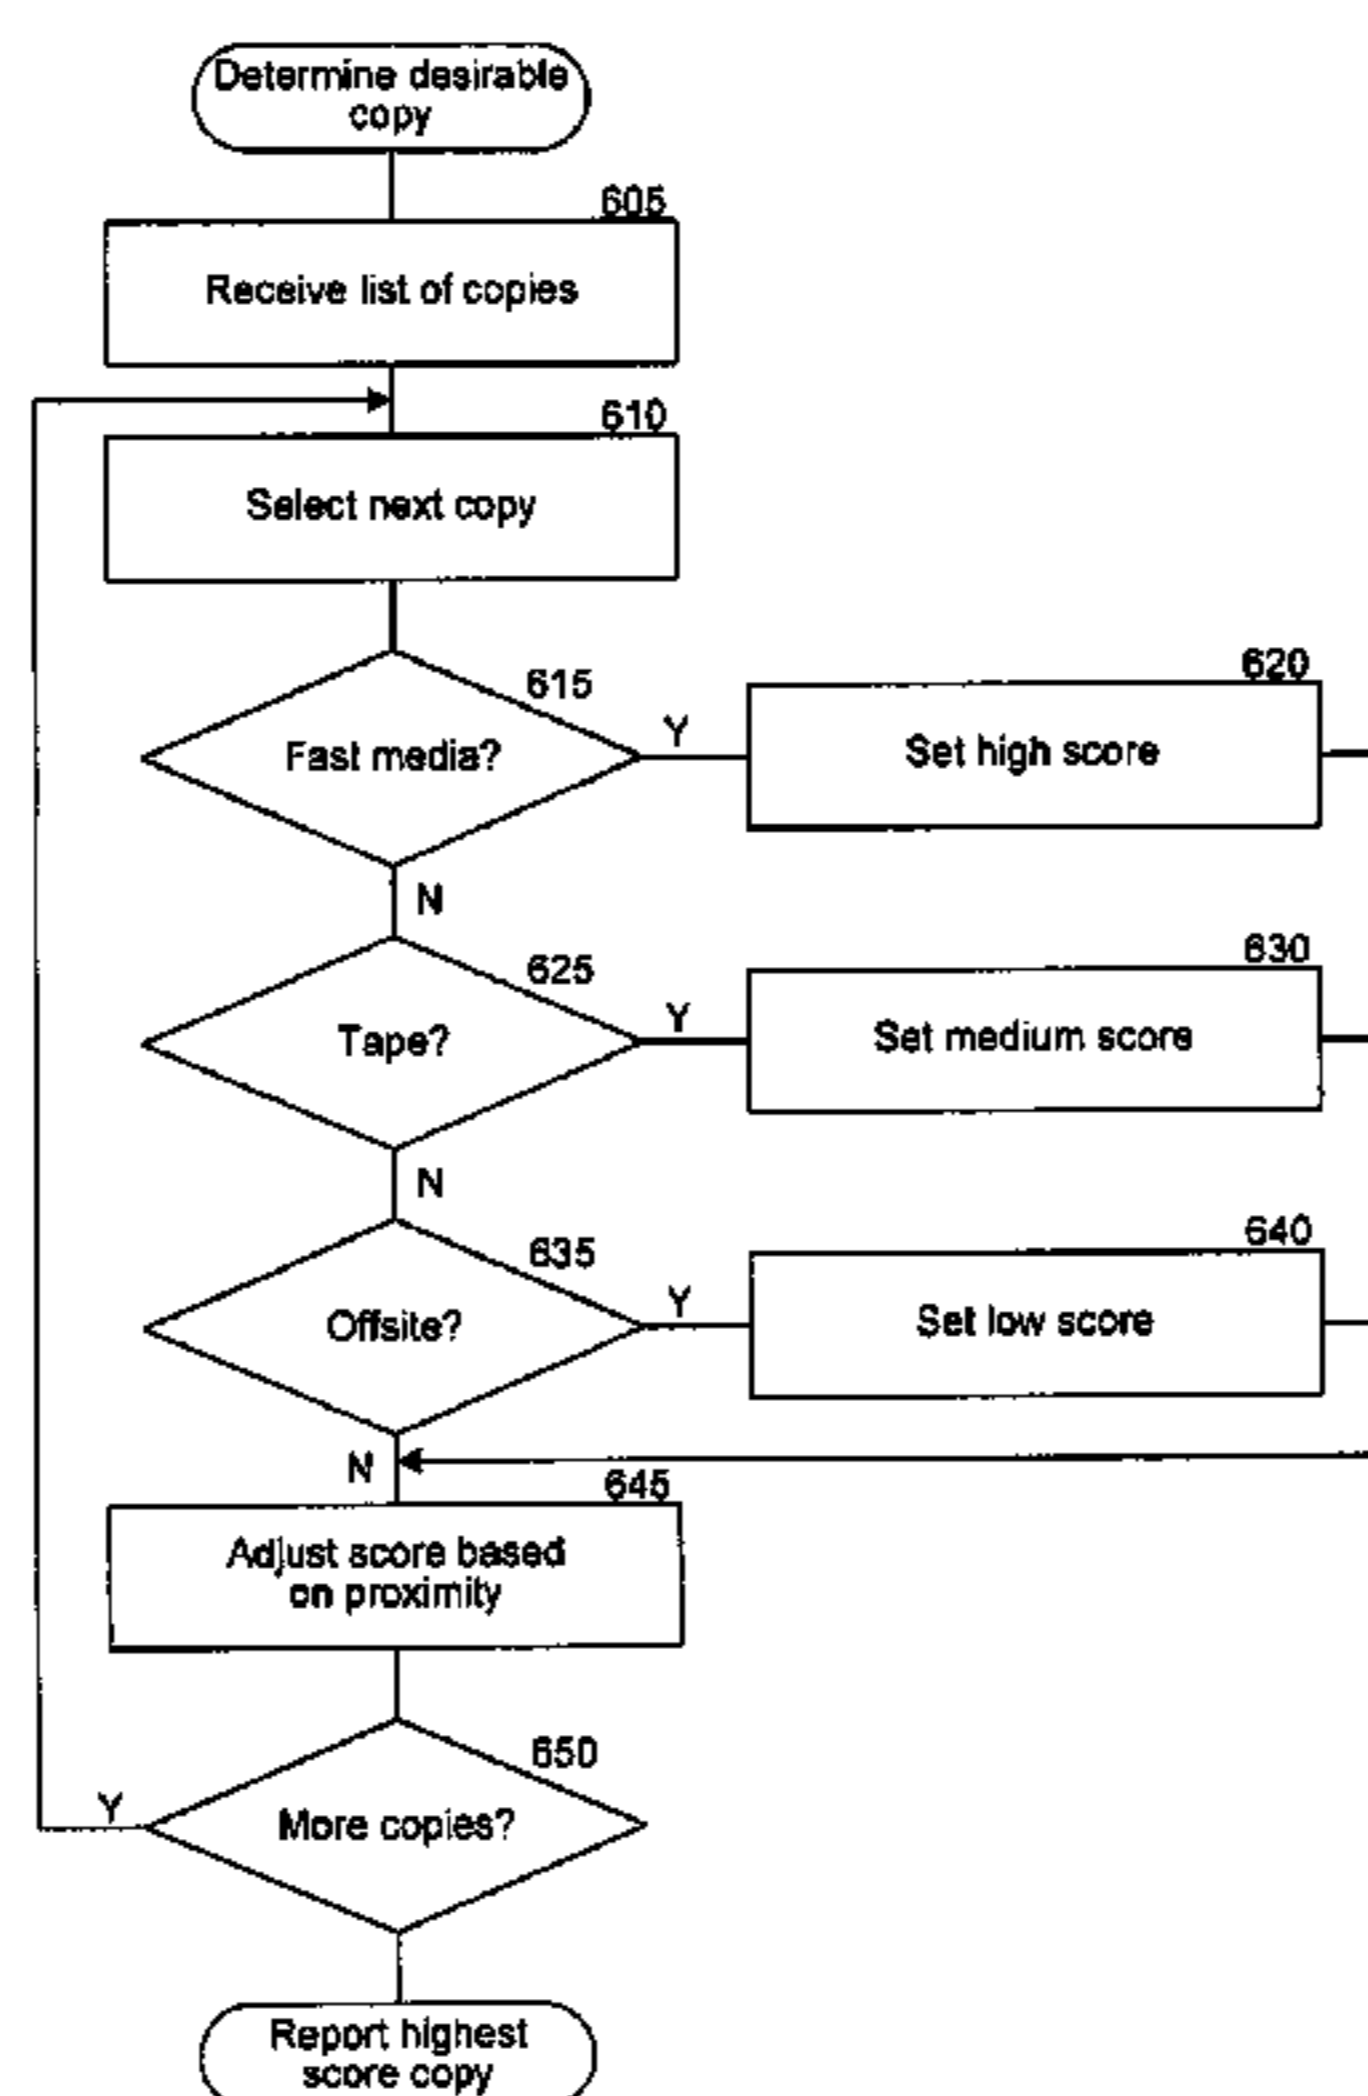 Determine desirable
copy
605
Receive list of copies
610
Select next copy
615
Fast media?
Y
620
Set high score
N
625
Tape?
Y
630
Set medium score
N
635
Offsite?
Y
640
Set low score
N
645
Adjust score based
on proximity
650
More copies?
Y
Report highest
score copy